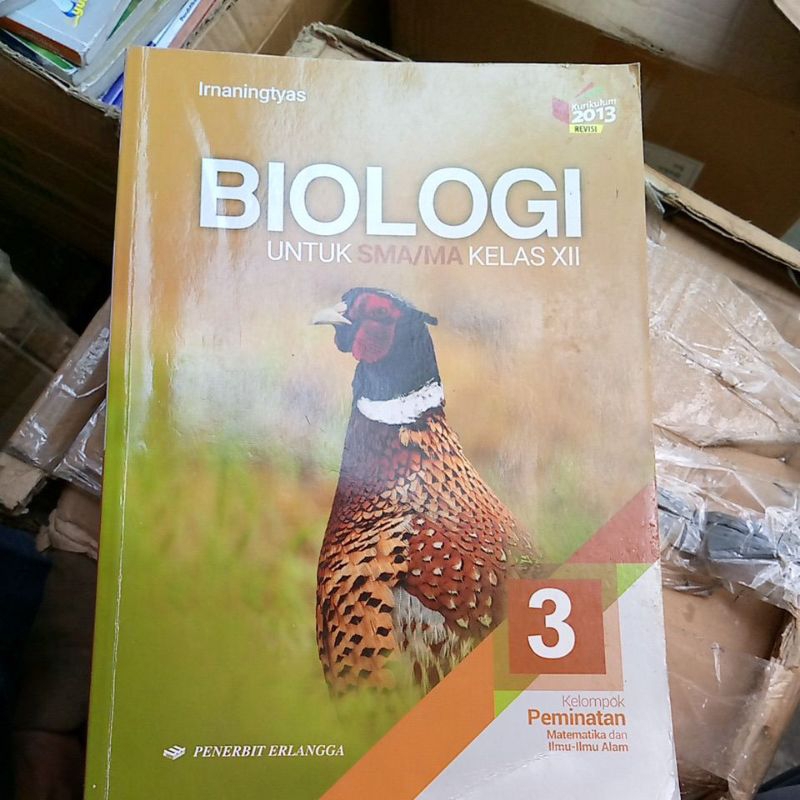 Irnaningtyas
Kurikulum
2013
REVISI
BIOLOGI
UNTUK SMA/MA KELAS XII
3
Kelompok
Peminatan
Matematika dan
Ilmu-Ilmu Alam
PENERBIT ERLANGGA